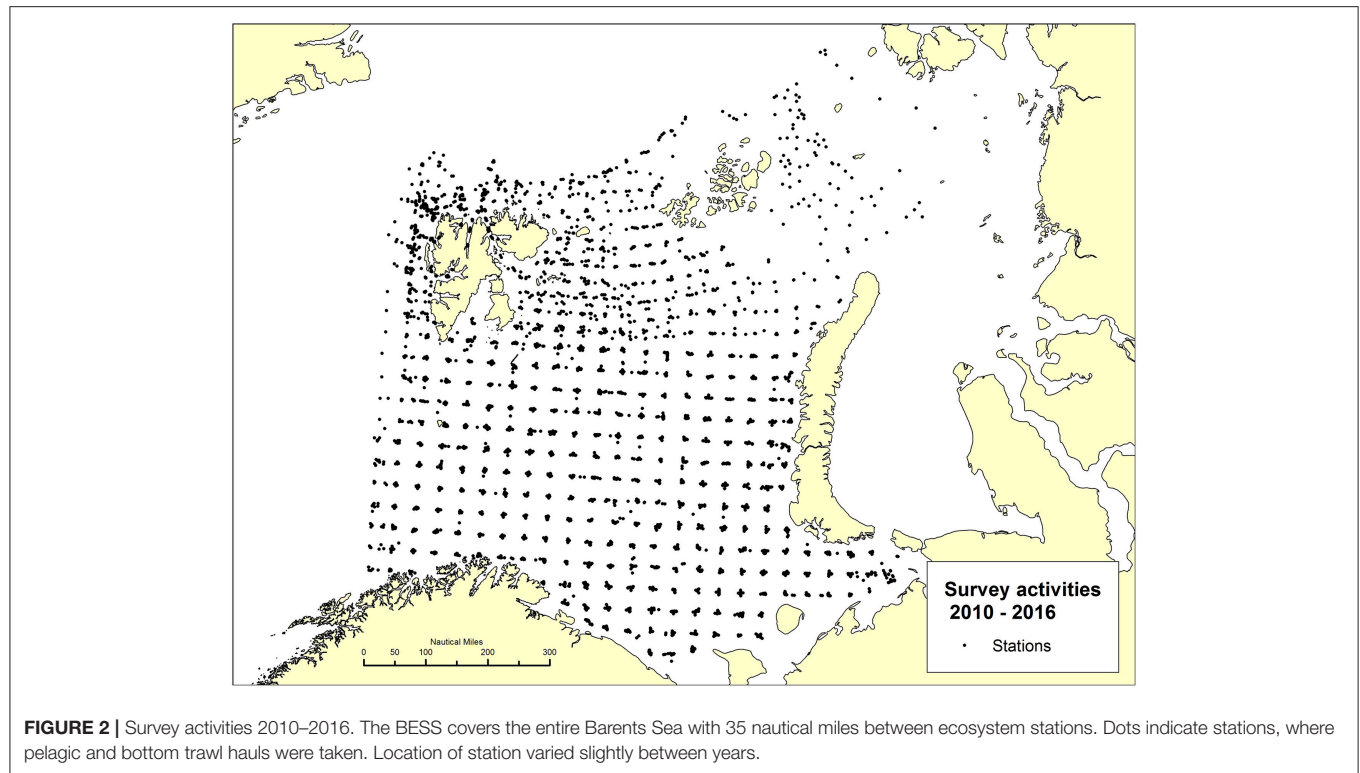 Nautical Miles
0 50 100 200 300
Survey activities
2010 - 2016
Stations
FIGURE 2 | Survey activities 2010–2016. The BESS covers the entire Barents Sea with 35 nautical miles between ecosystem stations. Dots indicate stations, where
pelagic and bottom trawl hauls were taken. Location of station varied slightly between years.